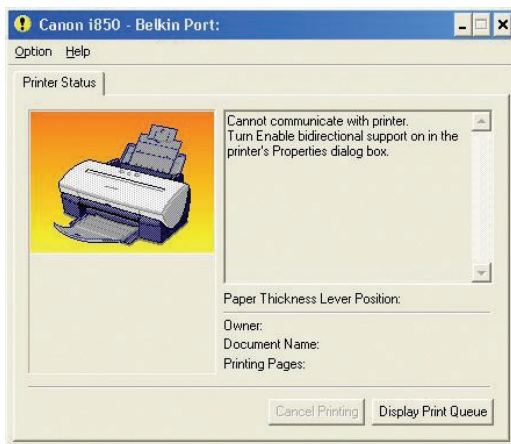 Canon i850 - Belkin Port:
Option Help
Printer Status
Cannot communicate with printer.
Turn Enable bidirectional support on in the
printer's Properties dialog box.
Paper Thickness Lever Position:
Owner:
Document Name:
Printing Pages:
Cancel Printing Display Print Queue